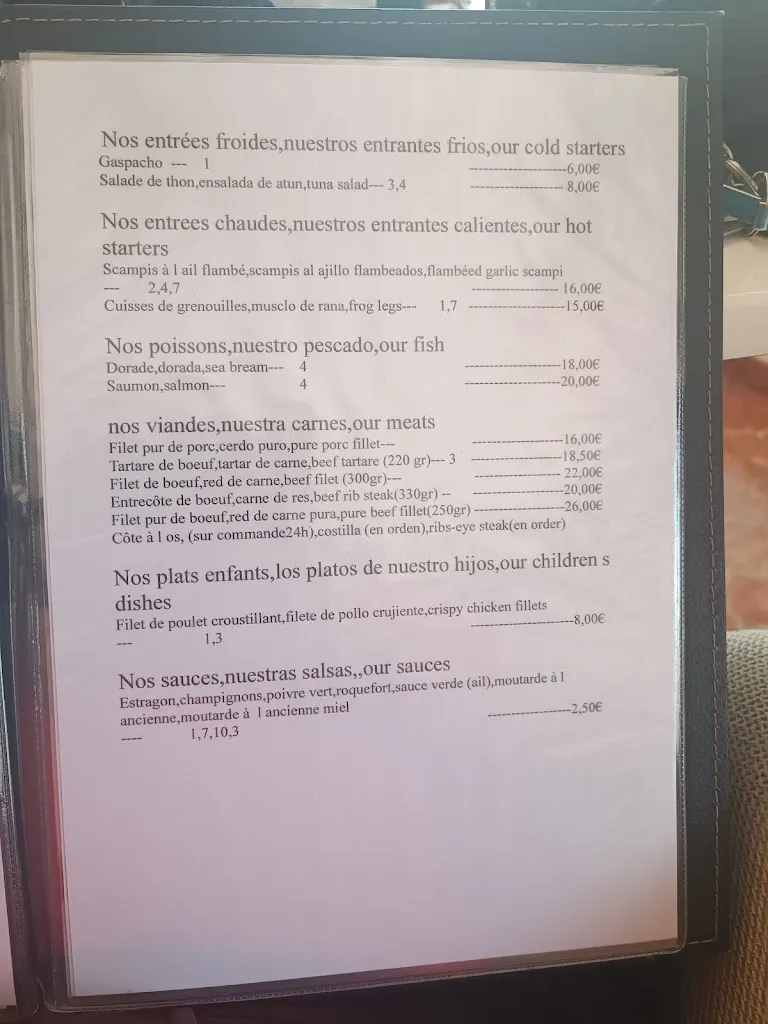 Nos entrées froides,nuestros entrantes frios,our cold starters
Gaspacho --- 1 --------------------6,00€
Salade de thon,ensalada de atun,tuna salad--- 3,4 ------------------- 8,00€
Nos entrees chaudes,nuestros entrantes calientes,our hot
starters
Scampis à l ail flambé,scampis al ajillo flambeados,flambéed garlic scampi
--- 2,4,7 ------------------ 16,00€
Cuisses de grenouilles,musclo de rana,frog legs--- 1,7 --------------------15,00€
Nos poissons,nuestro pescado,our fish
Dorade,dorada,sea bream--- 4 --------------------18,00€
Saumon,salmon--- 4 --------------------20,00€
nos viandes,nuestra carnes,our meats
Filet pur de porc,cerdo puro,pure porc fillet--- -------------------16,00€
Tartare de boeuf,tartar de carne,beef tartare (220 gr)--- 3 -------------------18,50€
Filet de boeuf,red de carne,beef filet (300gr)--- ------------------ 22,00€
Entrecôte de boeuf,carne de res,beef rib steak(330gr) -- -------------------20,00€
Filet pur de boeuf,red de carne pura,pure beef fillet(250gr) -------------------26,00€
Côte à l os, (sur commande24h),costilla (en orden),ribs-eye steak(en order)
Nos plats enfants,los platos de nuestro hijos,our children s
dishes
Filet de poulet croustillant,filete de pollo crujiente,crispy chicken fillets
--- 1,3 ----------------------8,00€
Nos sauces,nuestras salsas,,our sauces
Estragon,champignons,poivre vert,roquefort,sauce verde (ail),moutarde à l
ancienne,moutarde à l ancienne miel
---- 1,7,10,3 ------------------2,50€